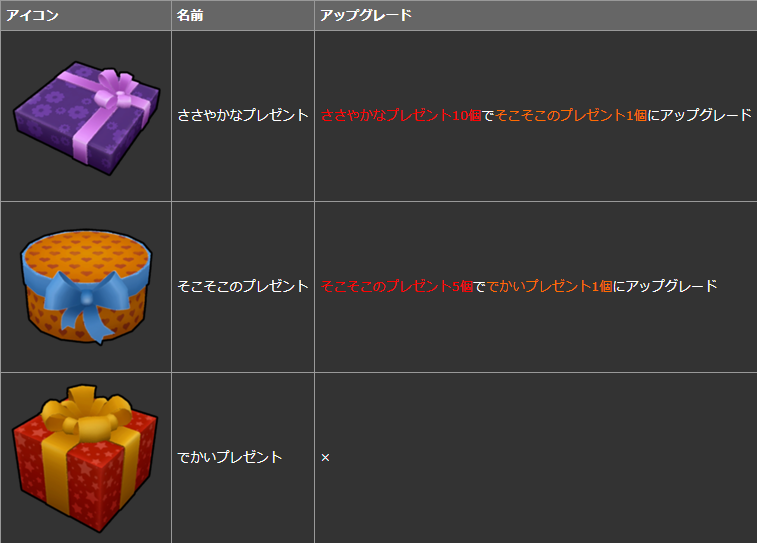 アイコン 名前 アップグレード
ささやかなプレゼント ささやかなプレゼント10個でそこそこのプレゼント1個にアップグレード
そこそこのプレゼント そこそこのプレゼント5個ででかいプレゼント1個にアップグレード
でかいプレゼント ×